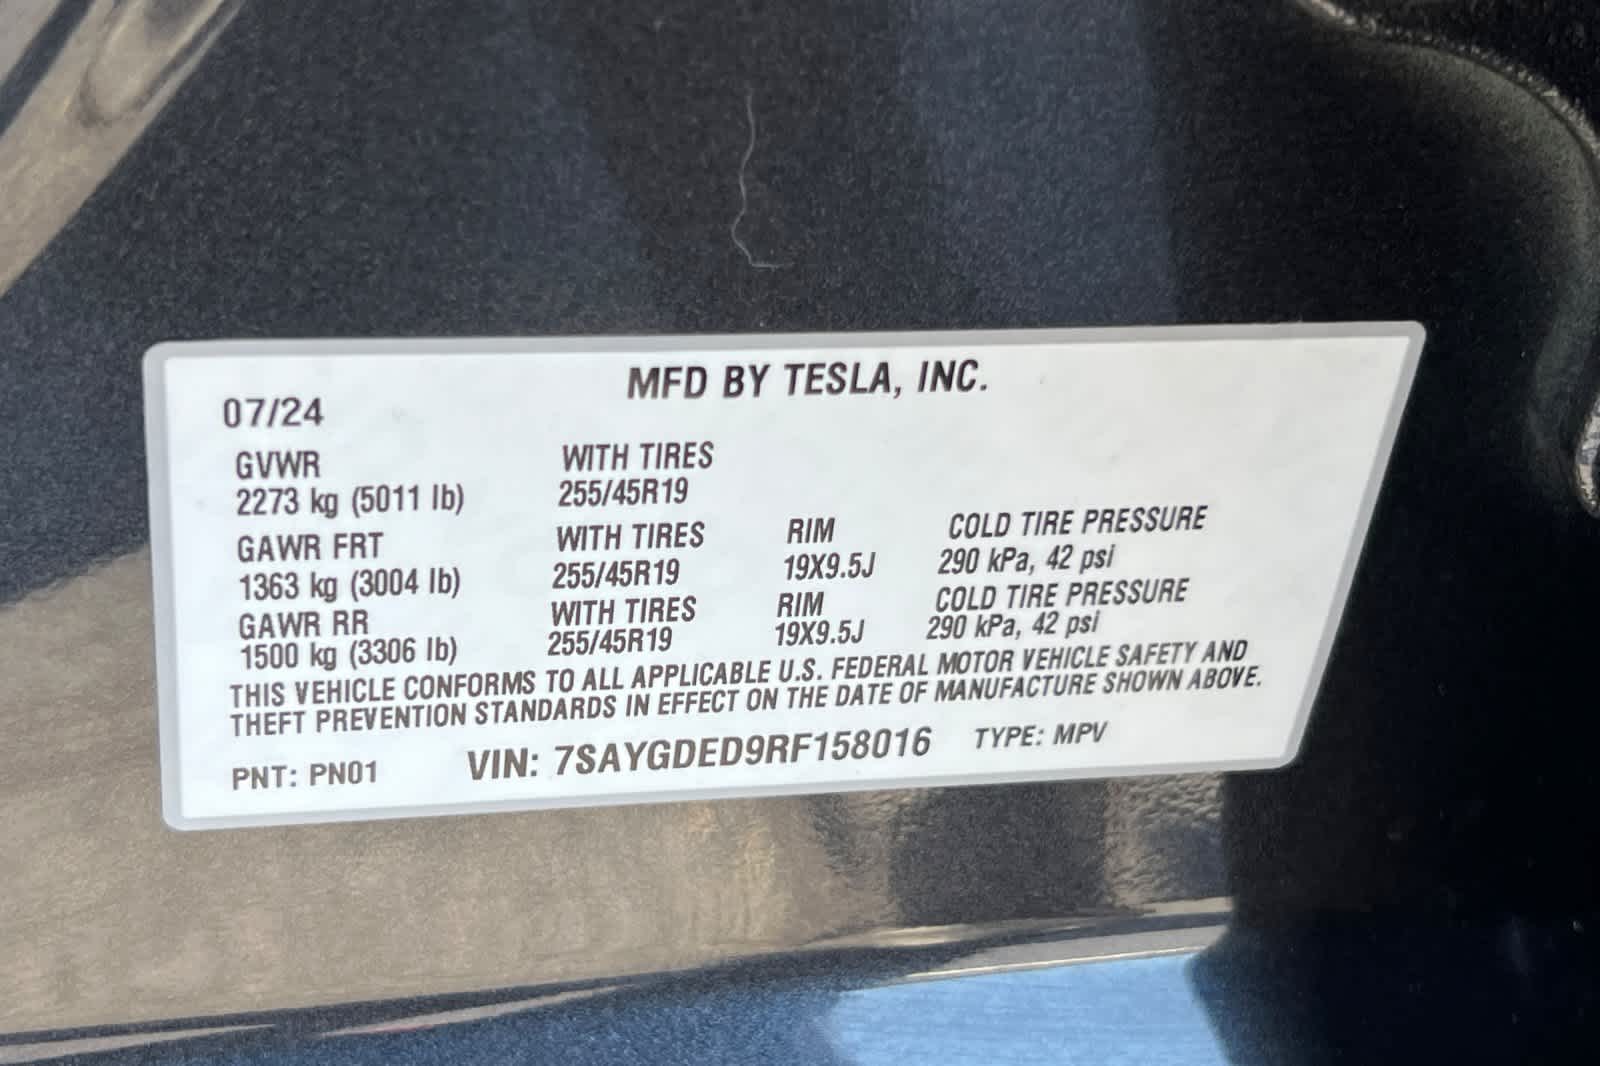 MFD BY TESLA, INC.
07/24
GVWR WITH TIRES
2273 kg (5011 lb) 255/45R19
GAWR FRT WITH TIRES RIM COLD TIRE PRESSURE
1363 kg (3004 lb) 255/45R19 19X9.5J 290 kPa, 42 psi
GAWR RR WITH TIRES RIM COLD TIRE PRESSURE
1500 kg (3306 lb) 255/45R19 19X9.5J 290 kPa, 42 psi
THIS VEHICLE CONFORMS TO ALL APPLICABLE U.S. FEDERAL MOTOR VEHICLE SAFETY AND
THEFT PREVENTION STANDARDS IN EFFECT ON THE DATE OF MANUFACTURE SHOWN ABOVE.
PNT: PN01 VIN: 7SAYGDED9RF158016 TYPE: MPV